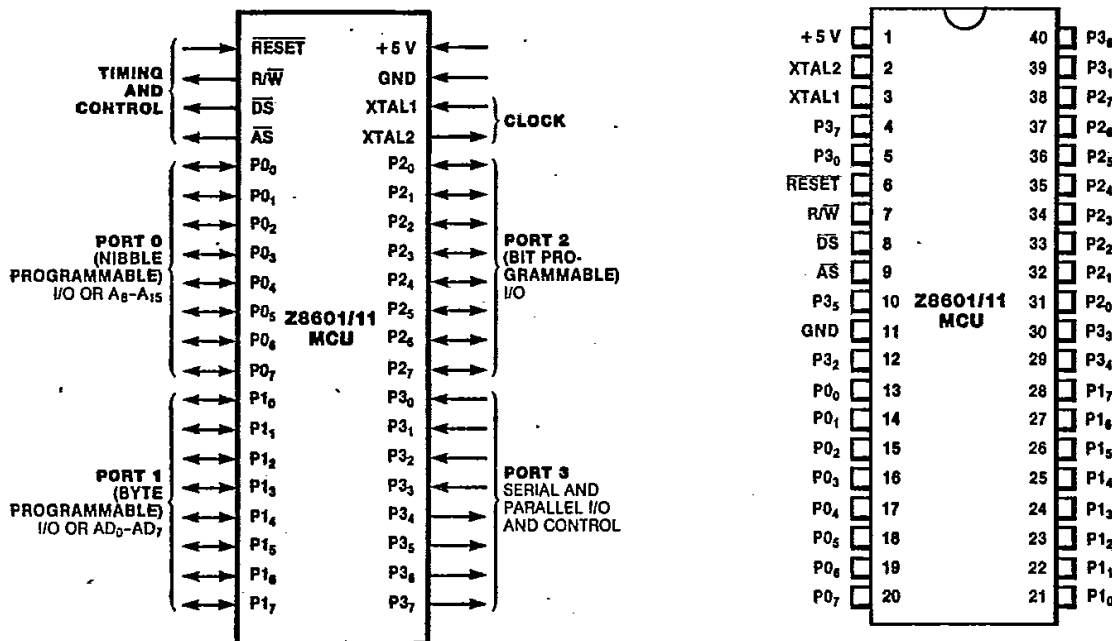 TIMING
AND
CONTROL
RESET
R/W
DS
AS
P0₀
P0₁
P0₂
P0₃
P0₄
P0₅
P0₆
P0₇
PORT 0
(NIBBLE
PROGRAMMABLE)
I/O OR A₈–A₁₅
P1₀
P1₁
P1₂
P1₃
P1₄
P1₅
P1₆
P1₇
PORT 1
(BYTE
PROGRAMMABLE)
I/O OR AD₀–AD₇
Z8601/11
MCU
+5 V
GND
XTAL1
XTAL2
CLOCK
P2₀
P2₁
P2₂
P2₃
P2₄
P2₅
P2₆
P2₇
PORT 2
(BIT PRO-
GRAMMABLE)
I/O
P3₀
P3₁
P3₂
P3₃
P3₄
P3₅
P3₆
P3₇
PORT 3
SERIAL AND
PARALLEL I/O
AND CONTROL
+5 V 1 40 P3₆
XTAL2 2 39 P3₁
XTAL1 3 38 P2₇
P3₇ 4 37 P2₆
P3₀ 5 36 P2₅
RESET 6 35 P2₄
R/W 7 34 P2₃
DS 8 33 P2₂
AS 9 32 P2₁
P3₅ 10 Z8601/11 31 P2₀
GND 11 MCU 30 P3₃
P3₂ 12 29 P3₄
P0₀ 13 28 P1₇
P0₁ 14 27 P1₆
P0₂ 15 26 P1₅
P0₃ 16 25 P1₄
P0₄ 17 24 P1₃
P0₅ 18 23 P1₂
P0₆ 19 22 P1₁
P0₇ 20 21 P1₀